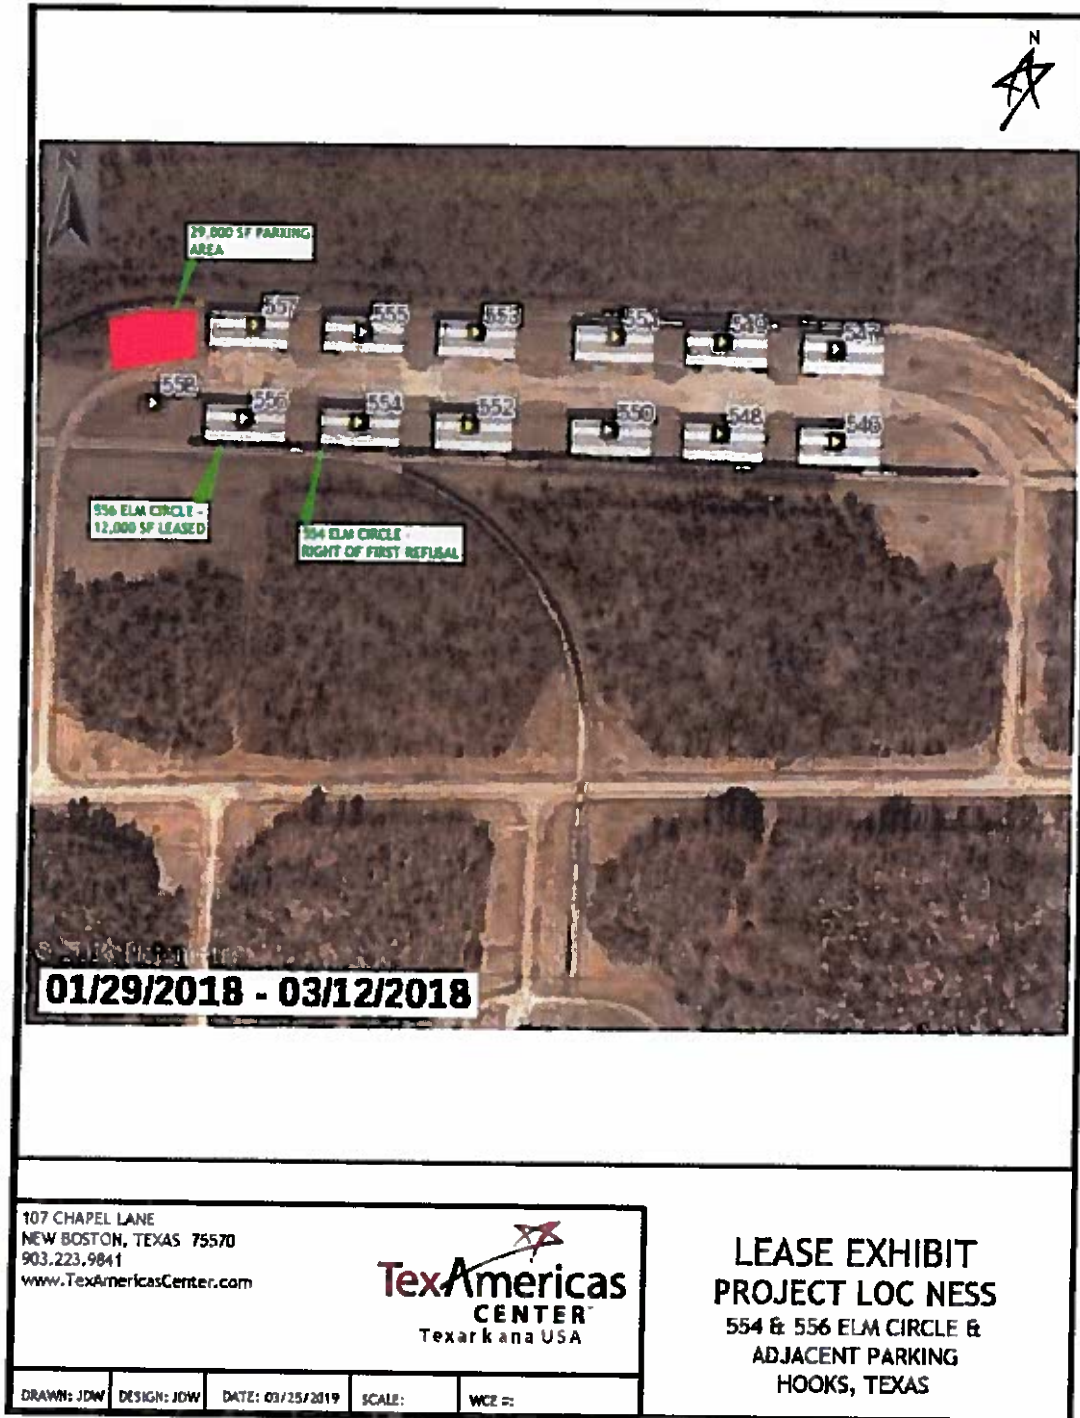 N
N
29,000 SF PARKING
AREA
557
555
553
551
549
547
558
556
554
552
550
548
546
556 ELM CIRCLE -
12,000 SF LEASED
554 ELM CIRCLE -
RIGHT OF FIRST REFUSAL
01/29/2018 - 03/12/2018
107 CHAPEL LANE
NEW BOSTON, TEXAS 75570
903.223.9841
www.TexAmericasCenter.com
TexAmericas
CENTER
Texarkana USA
LEASE EXHIBIT
PROJECT LOC NESS
554 & 556 ELM CIRCLE &
ADJACENT PARKING
HOOKS, TEXAS
DRAWN: JDW
DESIGN: JDW
DATE: 03/25/2019
SCALE:
WCE #: